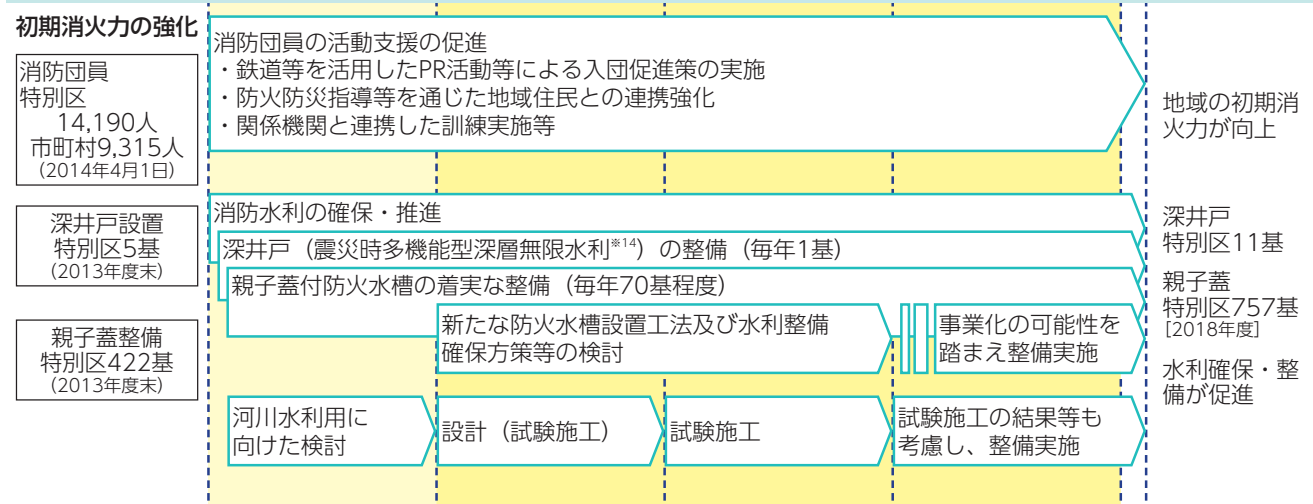 初期消火力の強化
消防団員
特別区
14,190人
市町村9,315人
(2014年4月1日)
消防団員の活動支援の促進
・鉄道等を活用したPR活動等による入団促進策の実施
・防火防災指導等を通じた地域住民との連携強化
・関係機関と連携した訓練実施等
地域の初期消
火力が向上
深井戸設置
特別区5基
(2013年度末)
親子蓋整備
特別区422基
(2013年度末)
消防水利の確保・推進
深井戸（震災時多機能型深層無限水利※14）の整備（毎年1基）
親子蓋付防火水槽の着実な整備（毎年70基程度）
新たな防火水槽設置工法及び水利整備
確保方策等の検討
事業化の可能性を
踏まえ整備実施
河川水利用に
向けた検討
設計（試験施工）
試験施工
試験施工の結果等も
考慮し、整備実施
深井戸
特別区11基
親子蓋
特別区757基
[2018年度]
水利確保・整
備が促進